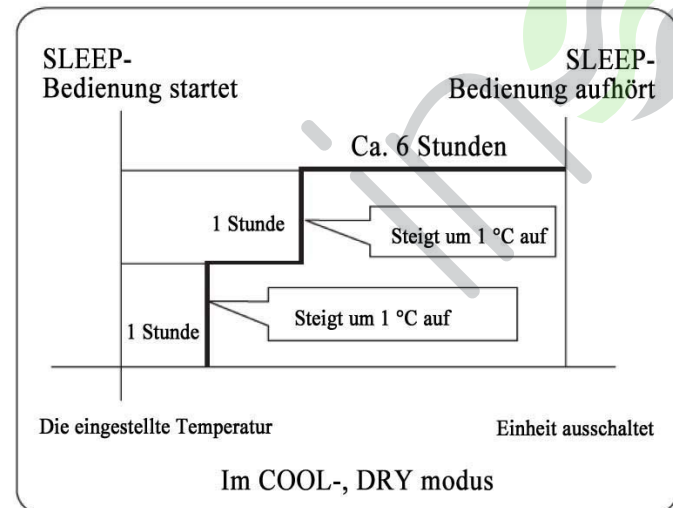 SLEEP-
Bedienung startet
SLEEP-
Bedienung aufhört
Ca. 6 Stunden
1 Stunde
Steigt um 1 °C auf
1 Stunde
Steigt um 1 °C auf
Die eingestellte Temperatur
Einheit ausschaltet
Im COOL-, DRY modus